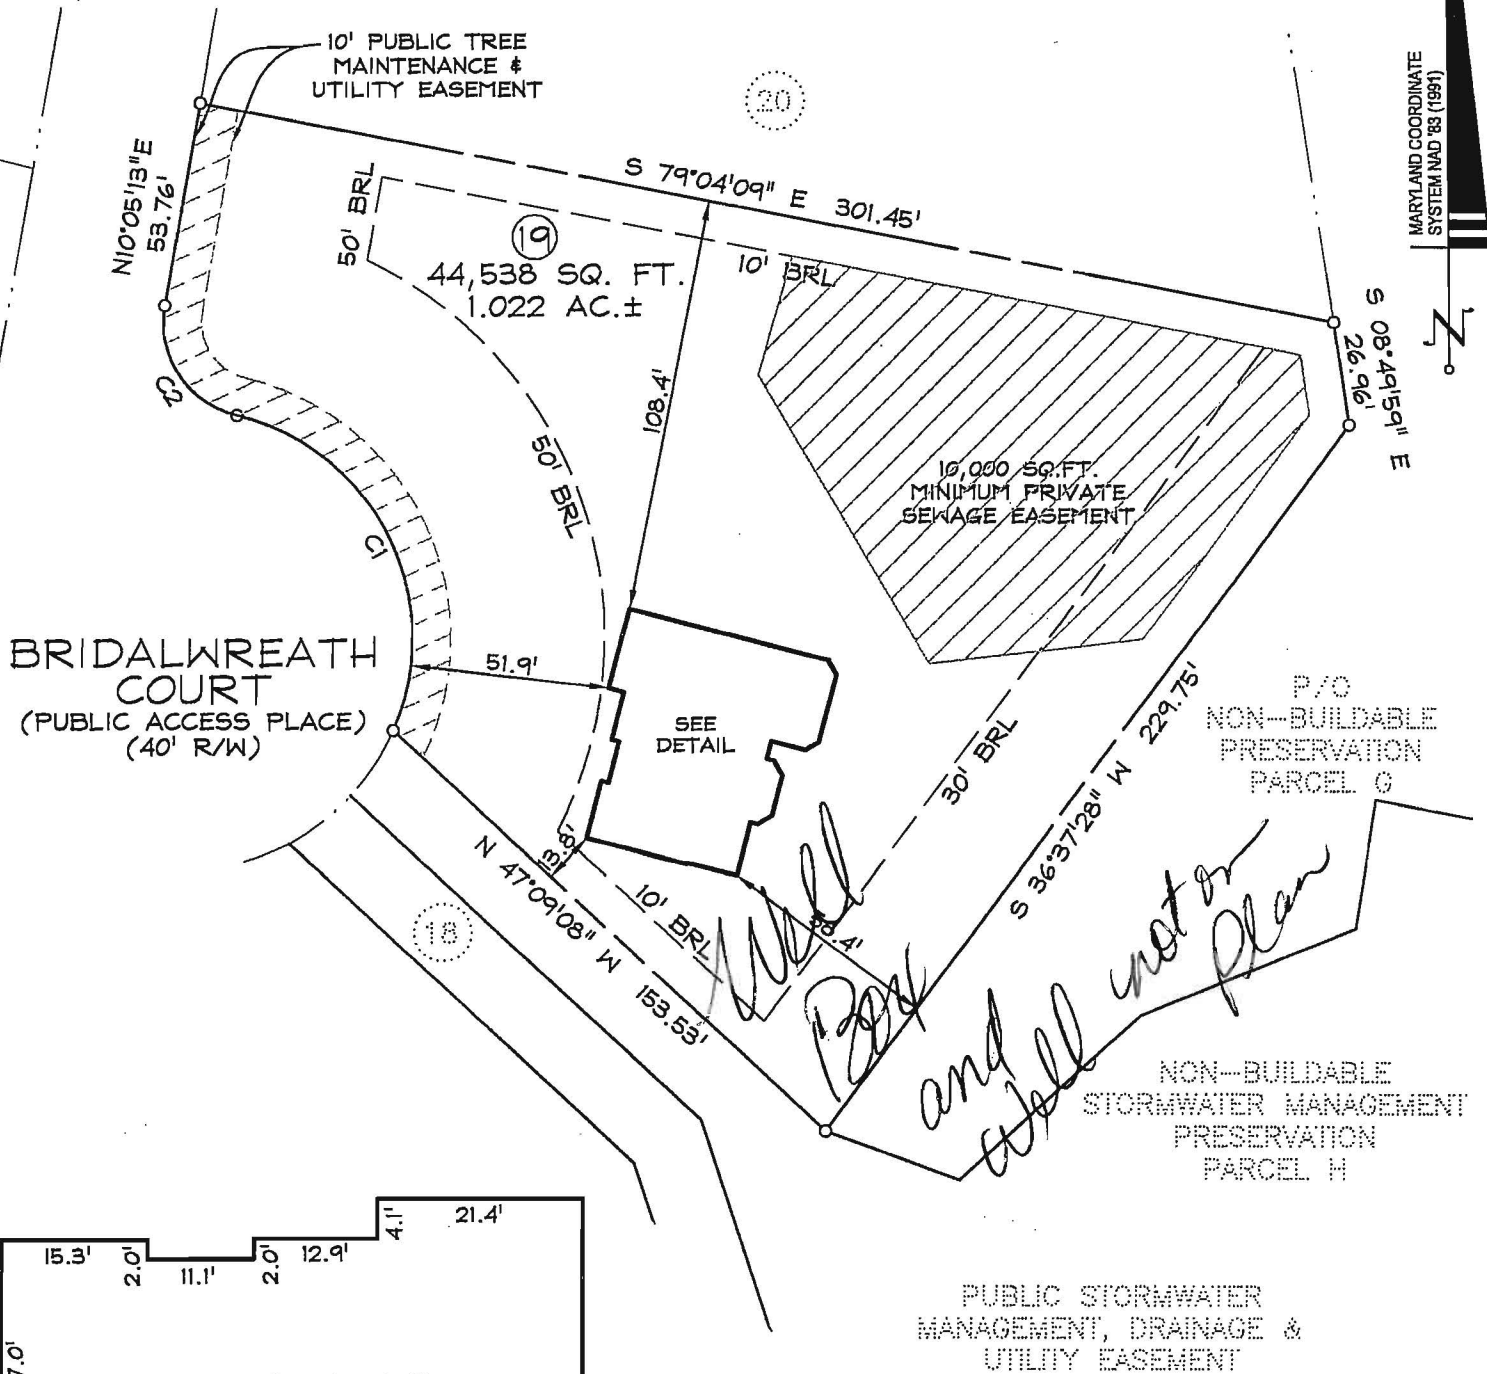 10' PUBLIC TREE
MAINTENANCE &
UTILITY EASEMENT
20
MARYLAND COORDINATE
SYSTEM NAD '83 (1991)
N
N10°05'13"E
53.76'
S 79°04'09" E 301.45'
50' BRL
50' BRL
19
44,538 SQ. FT.
1.022 AC.±
10' BRL
108.4'
S 08°49'59" E
26.96'
C2
C1
50' BRL
10,000 SQ.FT.
MINIMUM PRIVATE
SEWAGE EASEMENT
BRIDALWREATH
COURT
(PUBLIC ACCESS PLACE)
(40' R/W)
51.9'
SEE
DETAIL
30' BRL
S 36°37'28" W 229.75'
P/O
NON-BUILDABLE
PRESERVATION
PARCEL G
13.8'
N 47°09'08" W 153.53'
10' BRL
18
Well
Box
and
Well not on
Plan
NON-BUILDABLE
STORMWATER MANAGEMENT
PRESERVATION
PARCEL H
15.3'
2.0'
11.1'
2.0'
12.9'
4.1'
21.4'
7.0'
PUBLIC STORMWATER
MANAGEMENT, DRAINAGE &
UTILITY EASEMENT